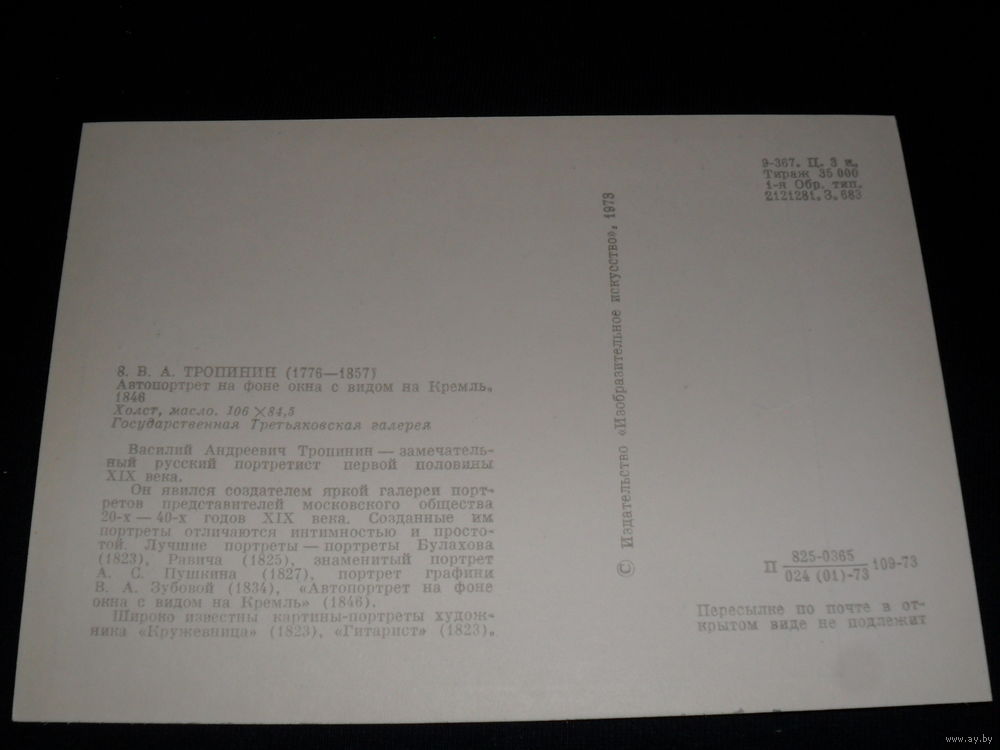 8. В. А. ТРОПИНИН (1776—1857)
Автопортрет на фоне окна с видом на Кремль.
1846
Холст, масло. 106×84,5
Государственная Третьяковская галерея
Василий Андреевич Тропинин — замечатель-
ный русский портретист первой половины
XIX века.
Он явился создателем яркой галереи порт-
ретов представителей московского общества
20-х — 40-х годов XIX века. Созданные им
портреты отличаются интимностью и просто-
той. Лучшие портреты — портреты Булахова
(1823), Равича (1825), знаменитый портрет
А. С. Пушкина (1827), портрет графини
В. А. Зубовой (1834), «Автопортрет на фоне
окна с видом на Кремль» (1846).
Широко известны картины-портреты худож-
ника «Кружевница» (1823), «Гитарист» (1823).
© Издательство «Изобразительное искусство», 1973
9-367. Ц. 3 к.
Тираж 35 000
1-я Обр. тип.
2121281. З. 683
П 825-0365 109-73
024 (01)-73
Пересылке по почте в от-
крытом виде не подлежит
www.ay.by